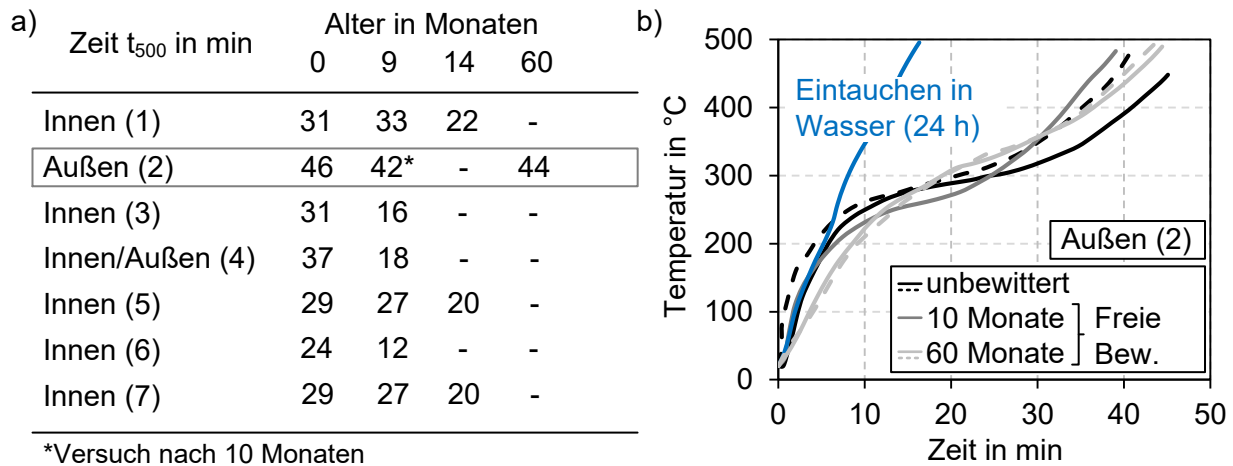 a)
Zeit t500 in min
Alter in Monaten
0 9 14 60
Innen (1) 31 33 22 -
Außen (2) 46 42* - 44
Innen (3) 31 16 - -
Innen/Außen (4) 37 18 - -
Innen (5) 29 27 20 -
Innen (6) 24 12 - -
Innen (7) 29 27 20 -
*Versuch nach 10 Monaten
b)
Temperatur in °C
500
400
300
200
100
0
Eintauchen in
Wasser (24 h)
Außen (2)
unbewittert
10 Monate
60 Monate
Freie
Bew.
0 10 20 30 40 50
Zeit in min